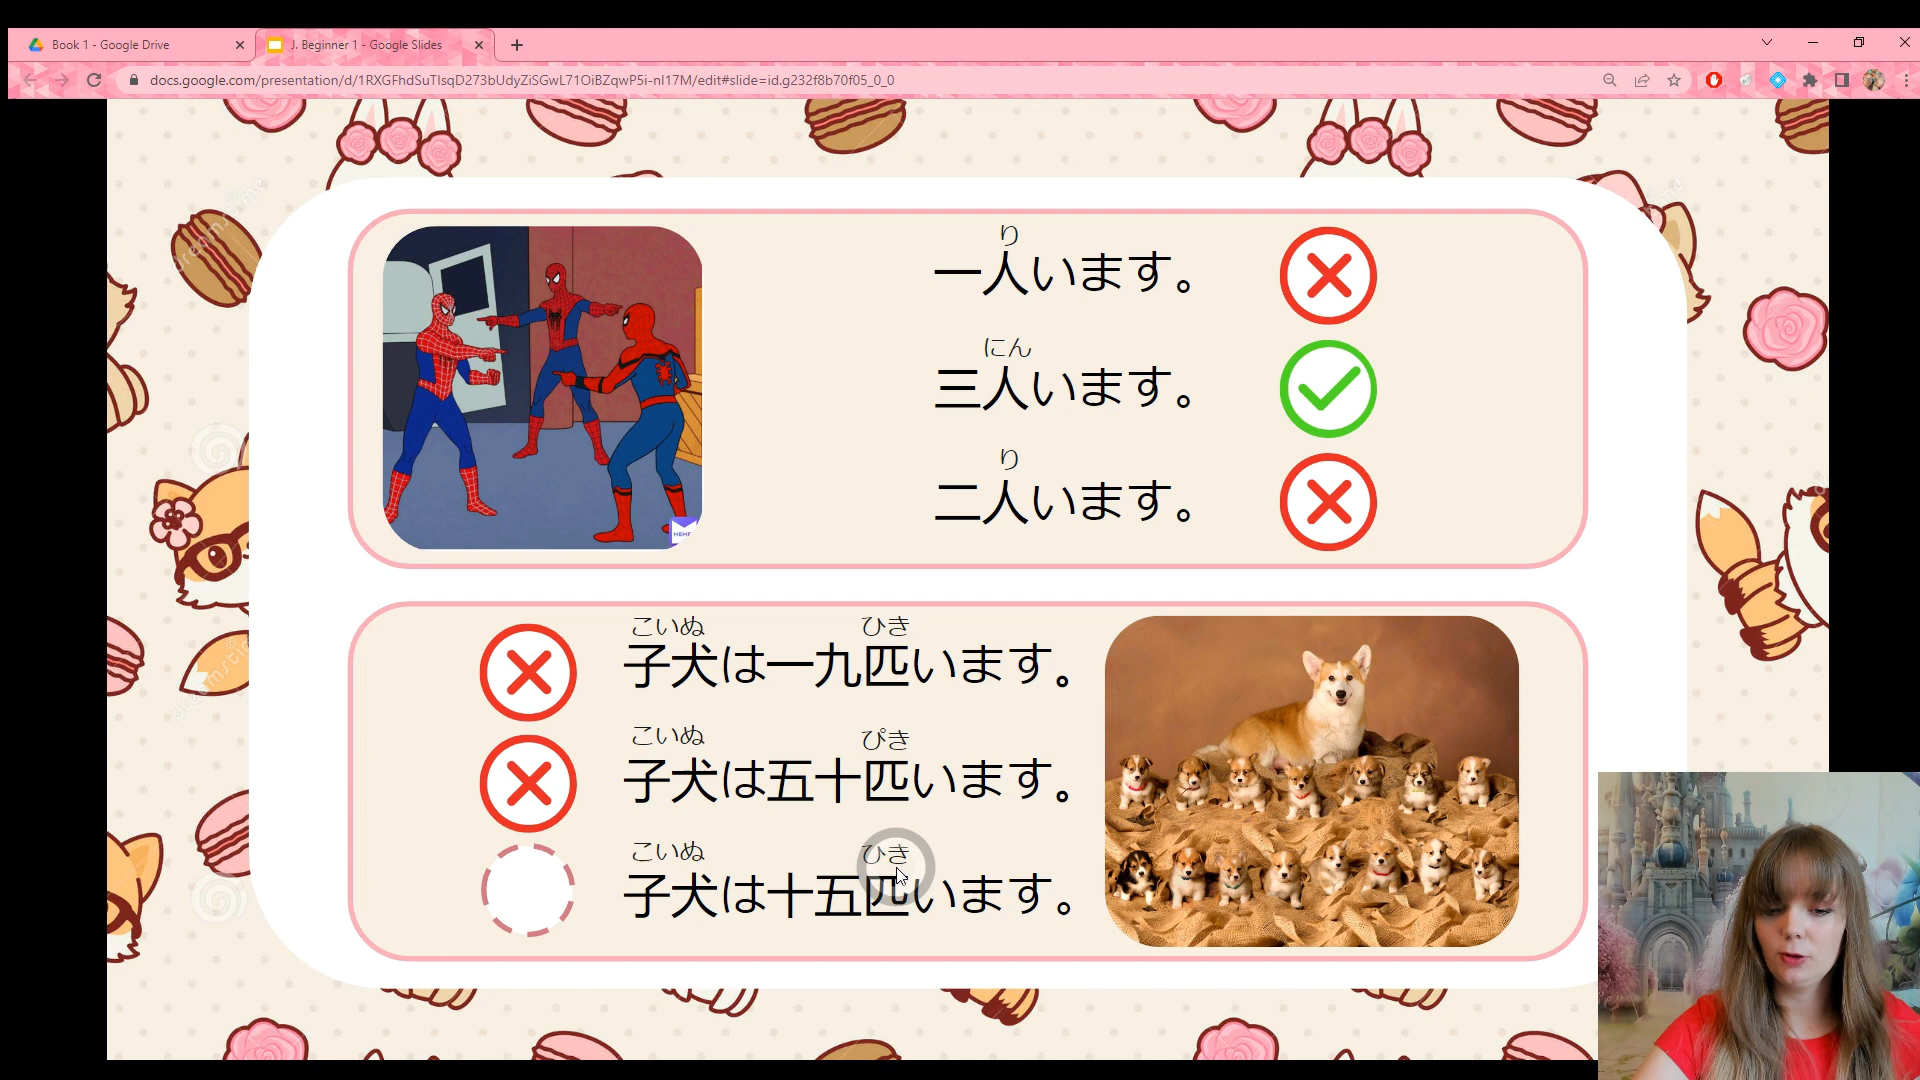 Book 1 - Google Drive
J. Beginner 1 - Google Slides
docs.google.com/presentation/d/1RXGFhdSuTlsqD273bUdyZiSGwL71OiBZqwP5i-nl17M/edit#slide=id.g232f8b70f05_0_0
り
一人います。
にん
三人います。
り
二人います。
こいぬ ひき
子犬は一九匹います。
こいぬ ぴき
子犬は五十匹います。
こいぬ ひき
子犬は十五匹います。